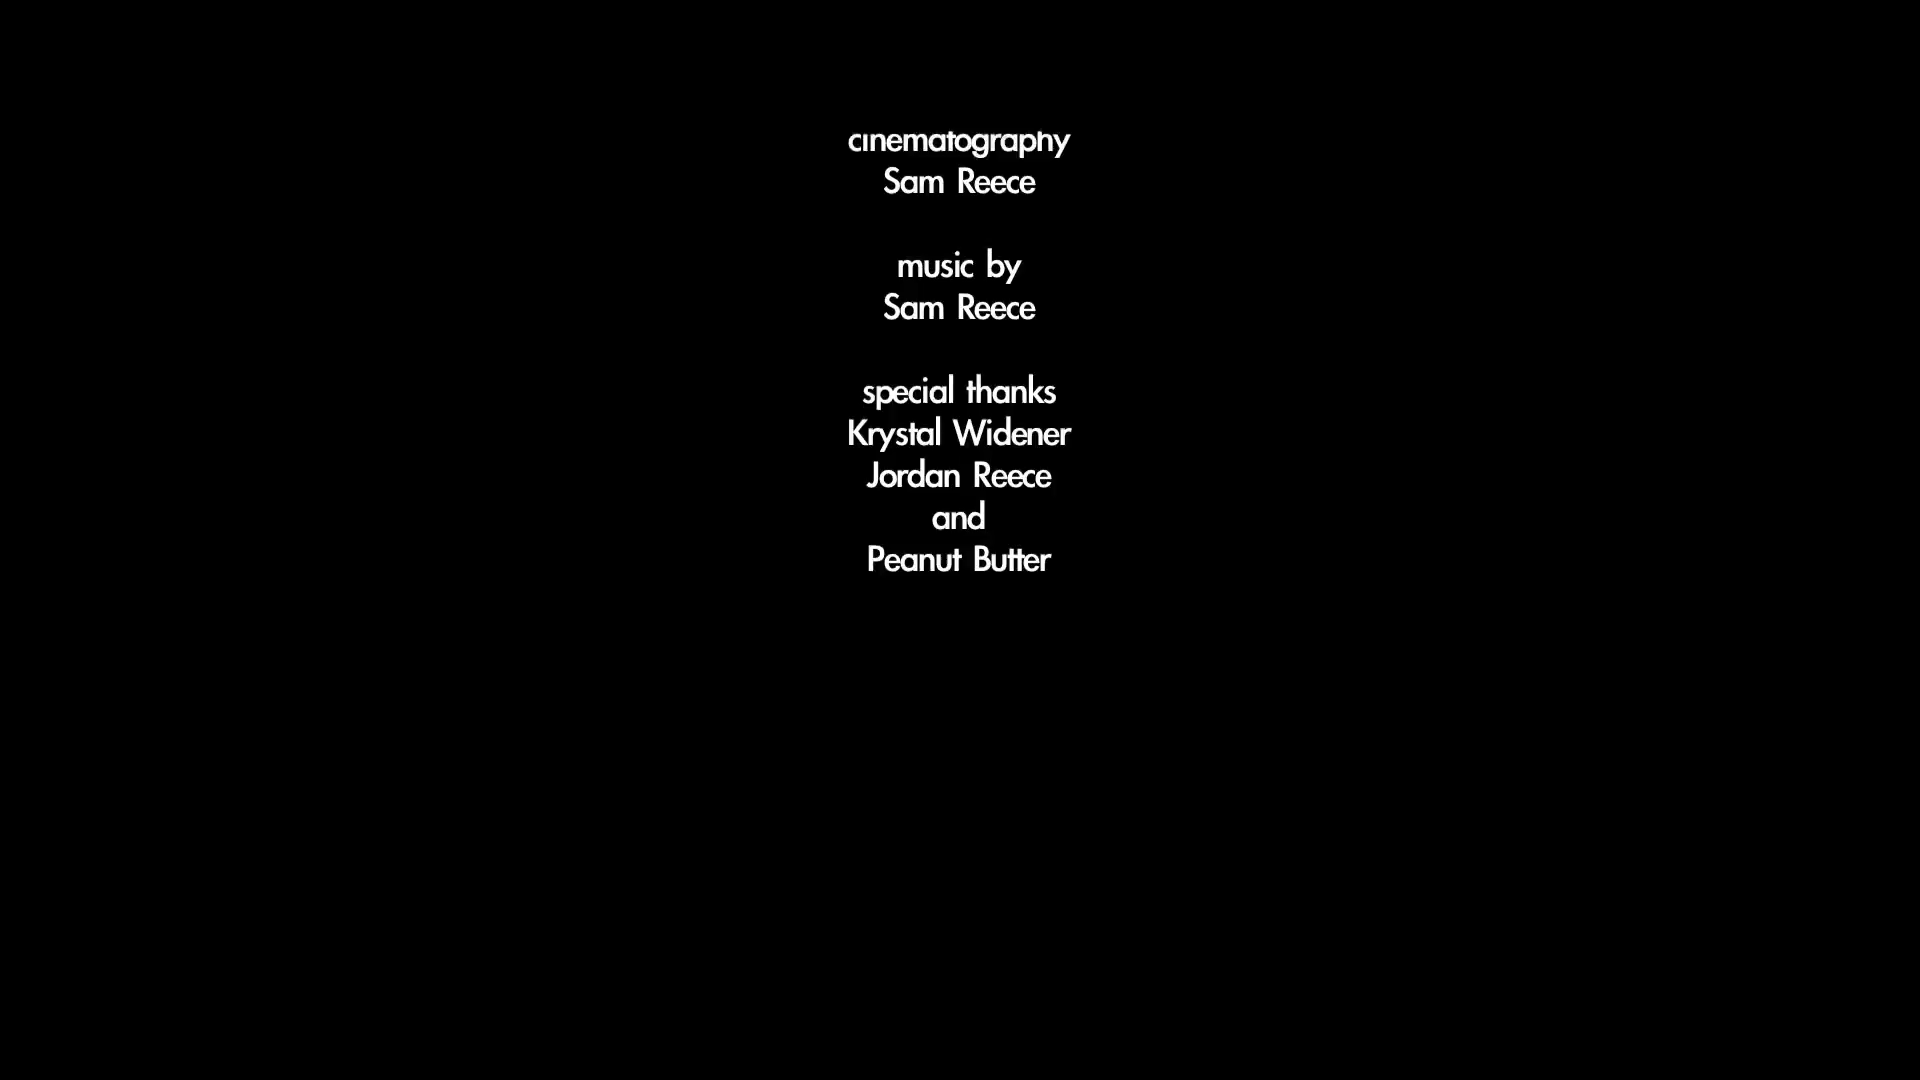 cinematography
Sam Reece
music by
Sam Reece
special thanks
Krystal Widener
Jordan Reece
and
Peanut Butter